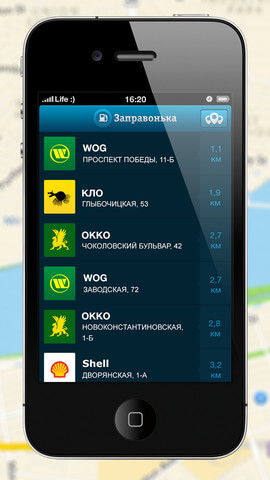 Life :) 16:20
Заправонька
WOG 1,1
ПРОСПЕКТ ПОБЕДЫ, 11-Б КМ
КЛО 1,9
ГЛЫБОЧИЦКАЯ, 53 КМ
ОККО 2,7
ЧОКОЛОВСКИЙ БУЛЬВАР, 42 КМ
WOG 2,7
ЗАВОДСКАЯ, 72 КМ
ОККО 2,8
НОВОКОНСТАНТИНОВСКАЯ, КМ
1-Б
Shell 3,2
ДВОРЯНСКАЯ, 1-А КМ